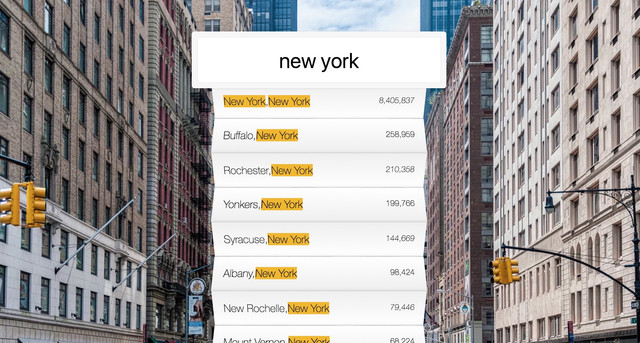 new york
New York,New York 8,405,837
Buffalo,New York 258,959
Rochester,New York 210,358
Yonkers,New York 199,766
Syracuse,New York 144,669
Albany,New York 98,424
New Rochelle,New York 79,446
Mount Vernon,New York 68,224